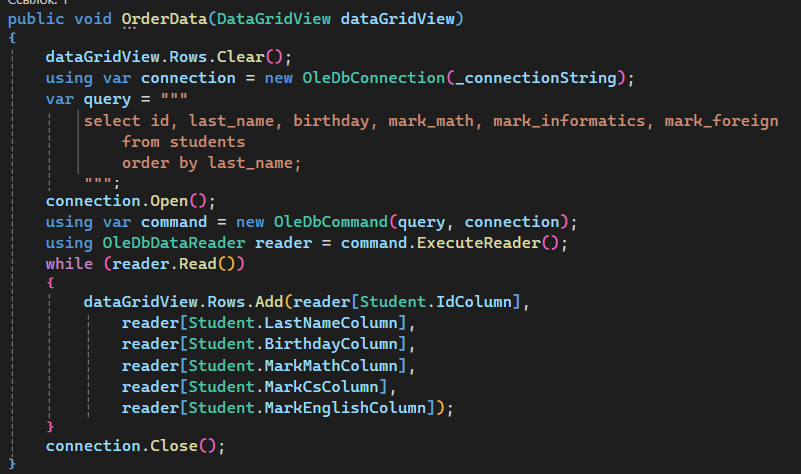 Ссылок: 1
public void OrderData(DataGridView dataGridView)
{
dataGridView.Rows.Clear();
using var connection = new OleDbConnection(_connectionString);
var query = """
select id, last_name, birthday, mark_math, mark_informatics, mark_foreign
from students
order by last_name;
""";
connection.Open();
using var command = new OleDbCommand(query, connection);
using OleDbDataReader reader = command.ExecuteReader();
while (reader.Read())
{
dataGridView.Rows.Add(reader[Student.IdColumn],
reader[Student.LastNameColumn],
reader[Student.BirthdayColumn],
reader[Student.MarkMathColumn],
reader[Student.MarkCsColumn],
reader[Student.MarkEnglishColumn]);
}
connection.Close();
}